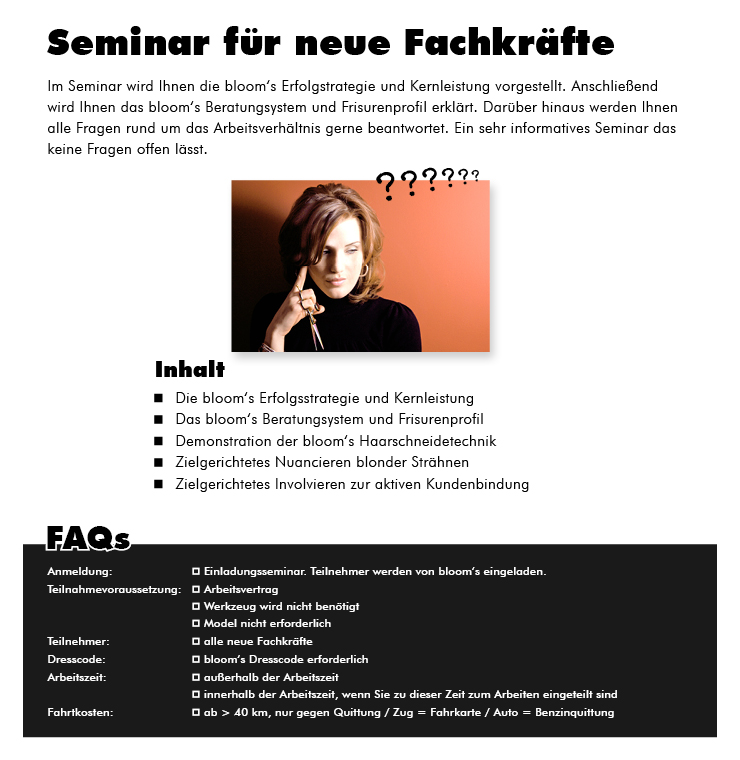 Seminar für neue Fachkräfte
Im Seminar wird Ihnen die bloom's Erfolgstrategie und Kernleistung vorgestellt. Anschließend
wird Ihnen das bloom's Beratungsystem und Frisurenprofil erklärt. Darüber hinaus werden Ihnen
alle Fragen rund um das Arbeitsverhältnis gerne beantwortet. Ein sehr informatives Seminar das
keine Fragen offen lässt.
? ? ? ? ? ?
Inhalt
■ Die bloom's Erfolgsstrategie und Kernleistung
■ Das bloom's Beratungsystem und Frisurenprofil
■ Demonstration der bloom's Haarschneidetechnik
■ Zielgerichtetes Nuancieren blonder Strähnen
■ Zielgerichtetes Involvieren zur aktiven Kundenbindung
FAQs
Anmeldung: Einladungsseminar. Teilnehmer werden von bloom's eingeladen.
Teilnahmevoraussetzung: Arbeitsvertrag
Werkzeug wird nicht benötigt
Model nicht erforderlich
Teilnehmer: alle neue Fachkräfte
Dresscode: bloom's Dresscode erforderlich
Arbeitszeit: außerhalb der Arbeitszeit
innerhalb der Arbeitszeit, wenn Sie zu dieser Zeit zum Arbeiten eingeteilt sind
Fahrtkosten: ab > 40 km, nur gegen Quittung / Zug = Fahrkarte / Auto = Benzinquittung